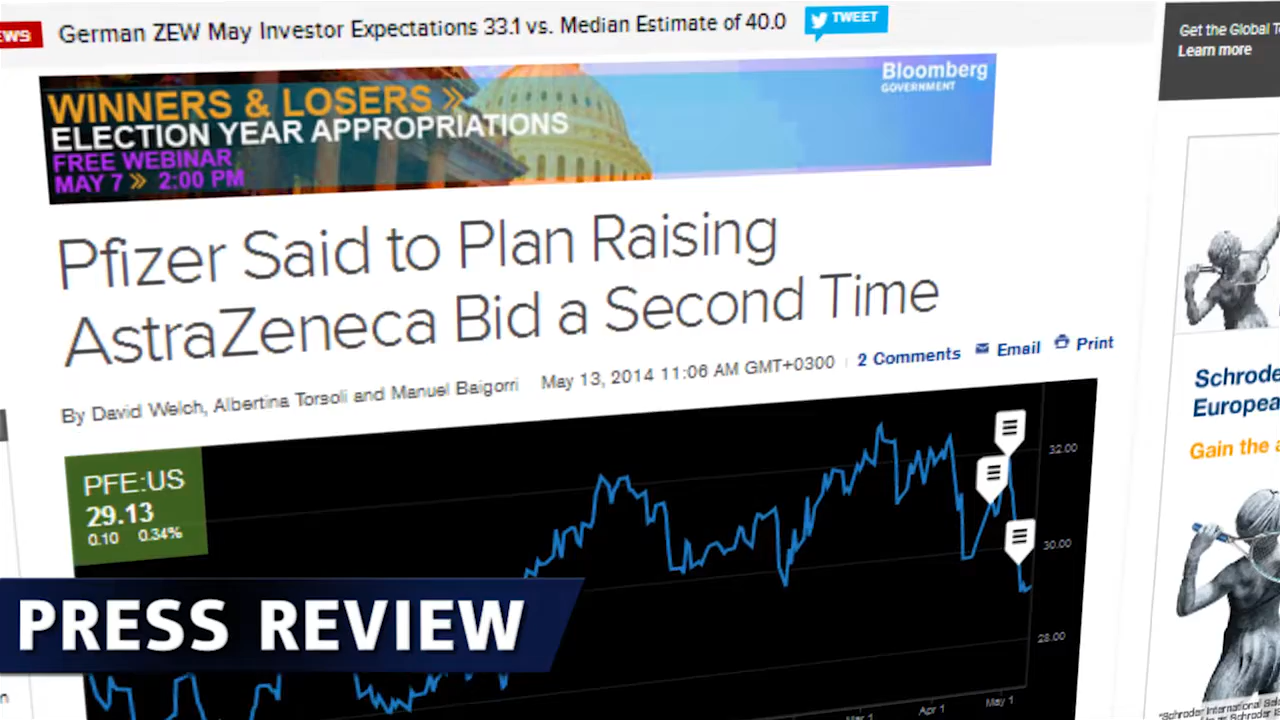 German ZEW May Investor Expectations 33.1 vs. Median Estimate of 40.0
TWEET
Get the Global
Learn more
WINNERS & LOSERS »
ELECTION YEAR APPROPRIATIONS
FREE WEBINAR
MAY 7 » 2:00 PM
Bloomberg
GOVERNMENT
Pfizer Said to Plan Raising
AstraZeneca Bid a Second Time
By David Welch, Albertina Torsoli and Manuel Baigorri May 13, 2014 11:06 AM GMT+0300 2 Comments Email Print
PFE:US
29.13
0.10 0.34%
32.00
30.00
28.00
Mar 1
Apr 1
May 1
Gain the
PRESS REVIEW